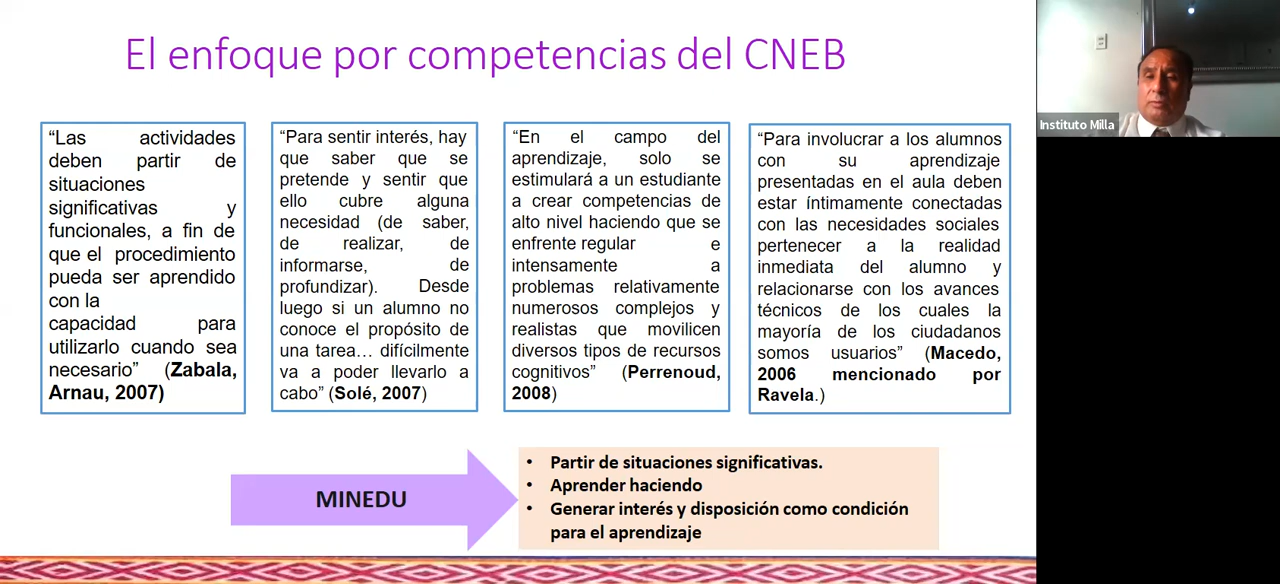 El enfoque por competencias del CNEB
“Las actividades
deben partir de
situaciones
significativas y
funcionales, a fin de
que el procedimiento
pueda ser aprendido
con la
capacidad para
utilizarlo cuando sea
necesario” (Zabala,
Arnau, 2007)
“Para sentir interés, hay
que saber que se
pretende y sentir que
ello cubre alguna
necesidad (de saber,
de realizar, de
informarse, de
profundizar). Desde
luego si un alumno no
conoce el propósito de
una tarea… difícilmente
va a poder llevarlo a
cabo” (Solé, 2007)
“En el campo del
aprendizaje, solo se
estimulará a un estudiante
a crear competencias de
alto nivel haciendo que se
enfrente regular e
intensamente a
problemas relativamente
numerosos complejos y
realistas que movilicen
diversos tipos de recursos
cognitivos” (Perrenoud,
2008)
“Para involucrar a los alumnos
con su aprendizaje
presentadas en el aula deben
estar íntimamente conectadas
con las necesidades sociales
pertenecer a la realidad
inmediata del alumno y
relacionarse con los avances
técnicos de los cuales la
mayoría de los ciudadanos
somos usuarios” (Macedo,
2006 mencionado por
Ravela.)
MINEDU
• Partir de situaciones significativas.
• Aprender haciendo
• Generar interés y disposición como condición
para el aprendizaje
Instituto Milla